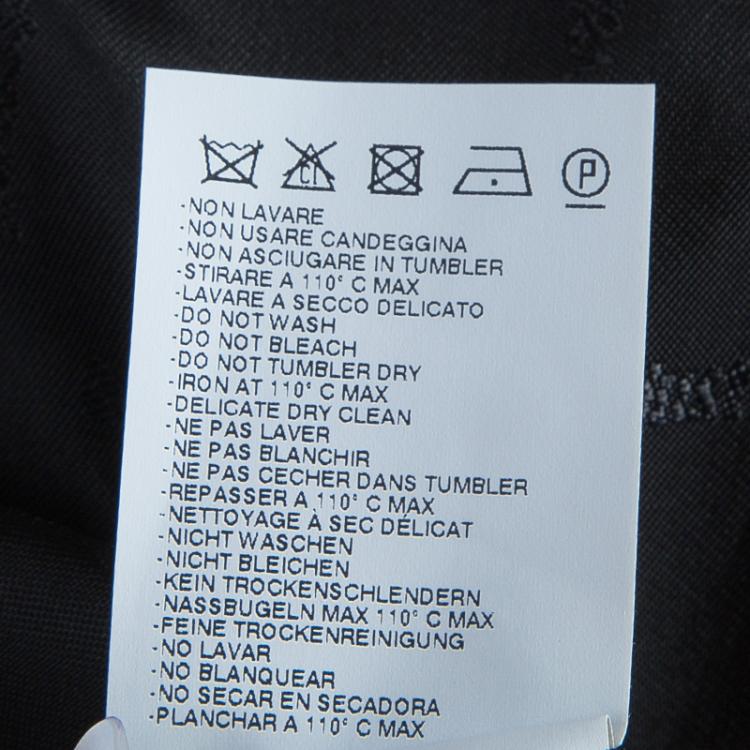 CL
P
-NON LAVARE
-NON USARE CANDEGGINA
-NON ASCIUGARE IN TUMBLER
-STIRARE A 110° C MAX
-LAVARE A SECCO DELICATO
-DO NOT WASH
-DO NOT BLEACH
-DO NOT TUMBLER DRY
-IRON AT 110° C MAX
-DELICATE DRY CLEAN
-NE PAS LAVER
-NE PAS BLANCHIR
-NE PAS CECHER DANS TUMBLER
-REPASSER A 110° C MAX
-NETTOYAGE À SEC DÉLICAT
-NICHT WASCHEN
-NICHT BLEICHEN
-KEIN TROCKENSCHLENDERN
-NASSBUGELN MAX 110° C MAX
-FEINE TROCKENREINIGUNG
-NO LAVAR
-NO BLANQUEAR
-NO SECAR EN SECADORA
-PLANCHAR A 110° C MAX